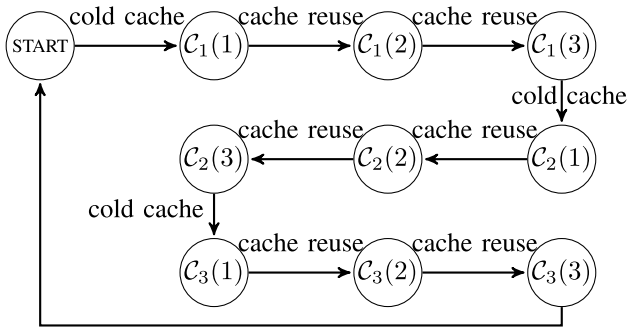 cold cache cache reuse cache reuse
START C₁(1) C₁(2) C₁(3)
cold cache
cache reuse cache reuse
C₂(3) C₂(2) C₂(1)
cold cache
cache reuse cache reuse
C₃(1) C₃(2) C₃(3)